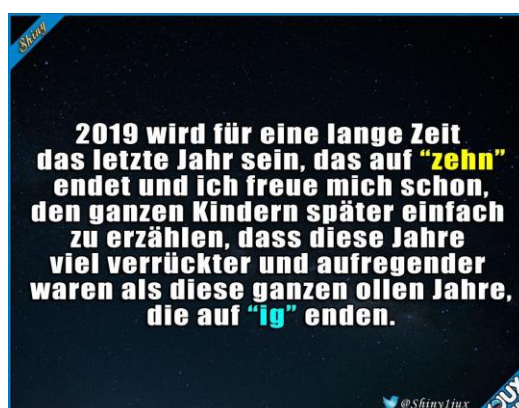 Shiny
2019 wird für eine lange Zeit
das letzte Jahr sein, das auf “zehn”
endet und ich freue mich schon,
den ganzen Kindern später einfach
zu erzählen, dass diese Jahre
viel verrückter und aufregender
waren als diese ganzen ollen Jahre,
die auf “ig” enden.
@Shiny1jux